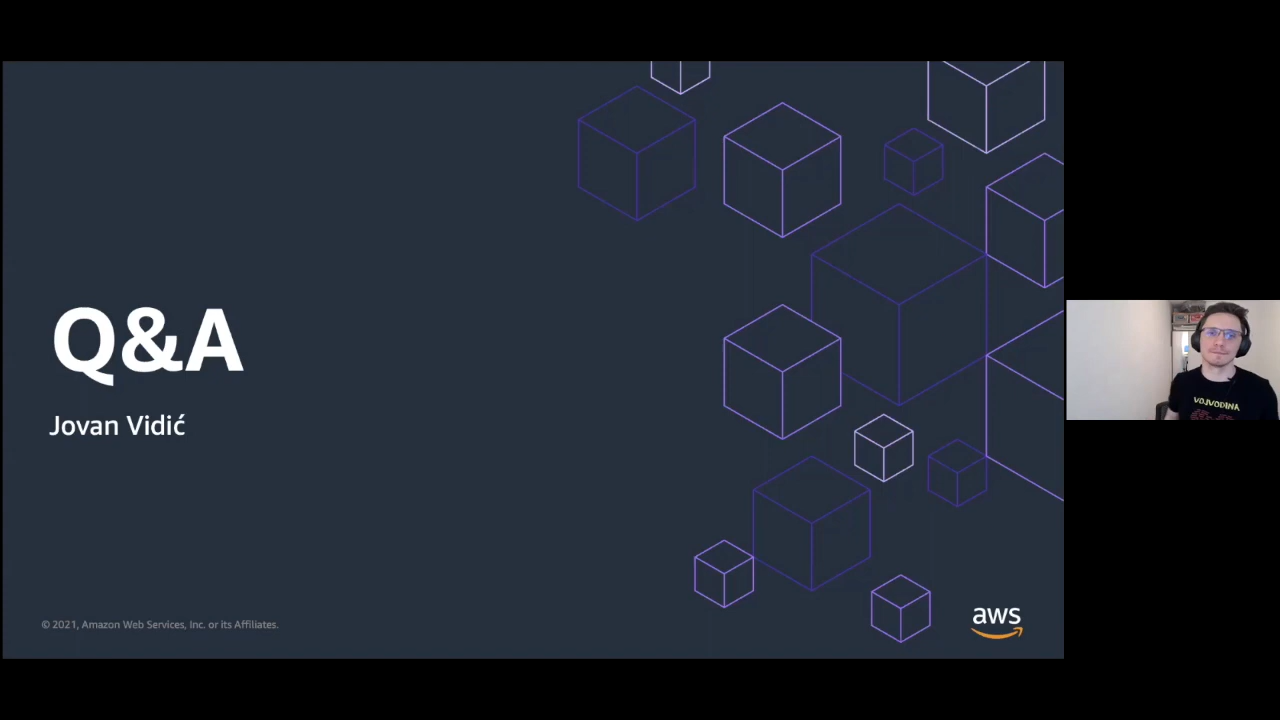 Q&A
Jovan Vidić
© 2021, Amazon Web Services, Inc. or its Affiliates.
aws
VOJVODINA